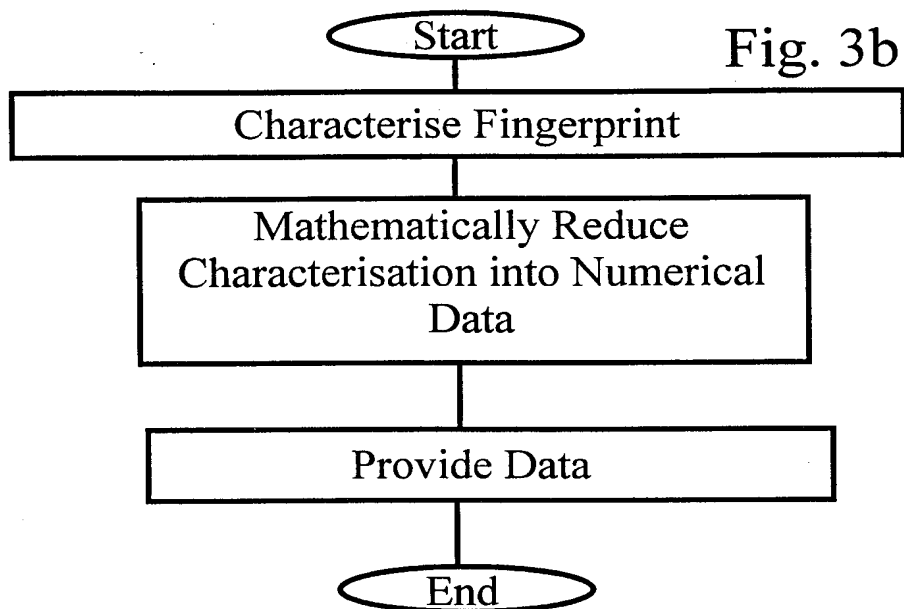 Start
Fig. 3b
Characterise Fingerprint
Mathematically Reduce
Characterisation into Numerical
Data
Provide Data
End